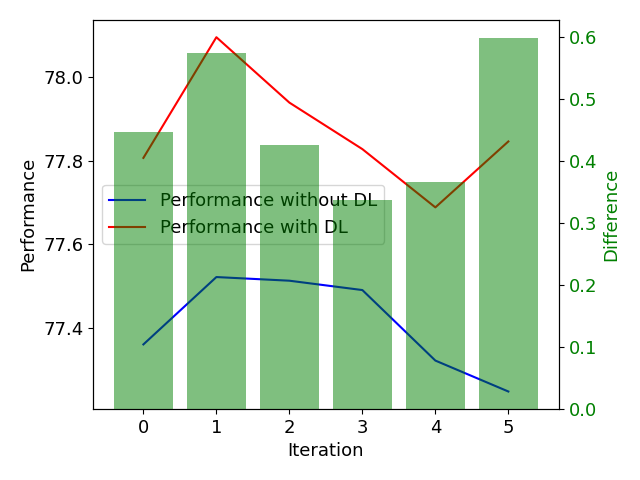 Performance
78.0
77.8
77.6
77.4
Performance without DL
Performance with DL
0.6
0.5
0.4
0.3
0.2
0.1
0.0
Difference
0 1 2 3 4 5
Iteration